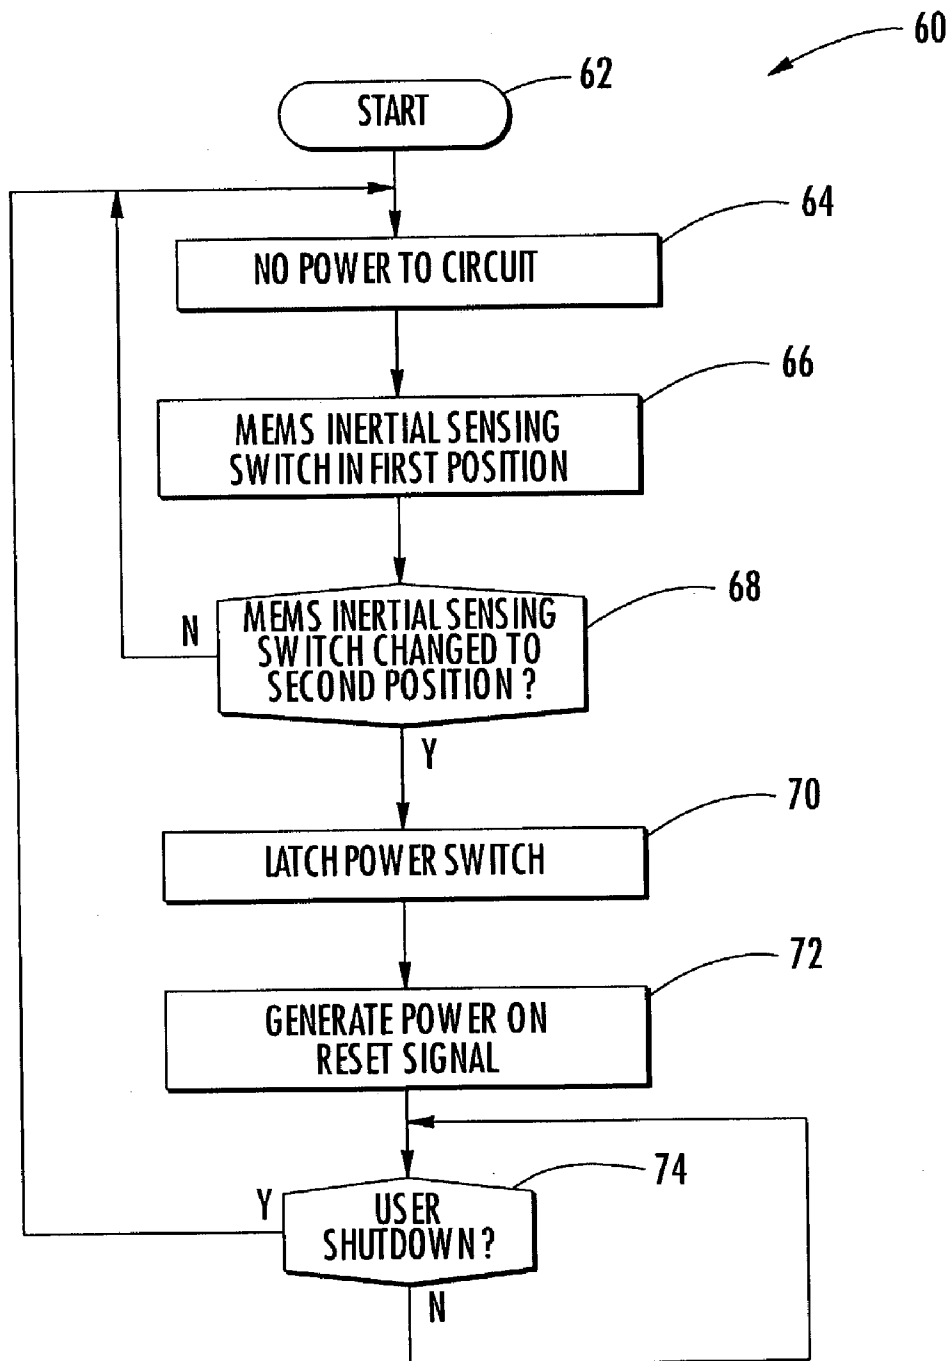 60
62
START
64
NO POWER TO CIRCUIT
66
MEMS INERTIAL SENSING
SWITCH IN FIRST POSITION
68
N
MEMS INERTIAL SENSING
SWITCH CHANGED TO
SECOND POSITION ?
Y
70
LATCH POWER SWITCH
72
GENERATE POWER ON
RESET SIGNAL
74
Y
USER
SHUTDOWN ?
N